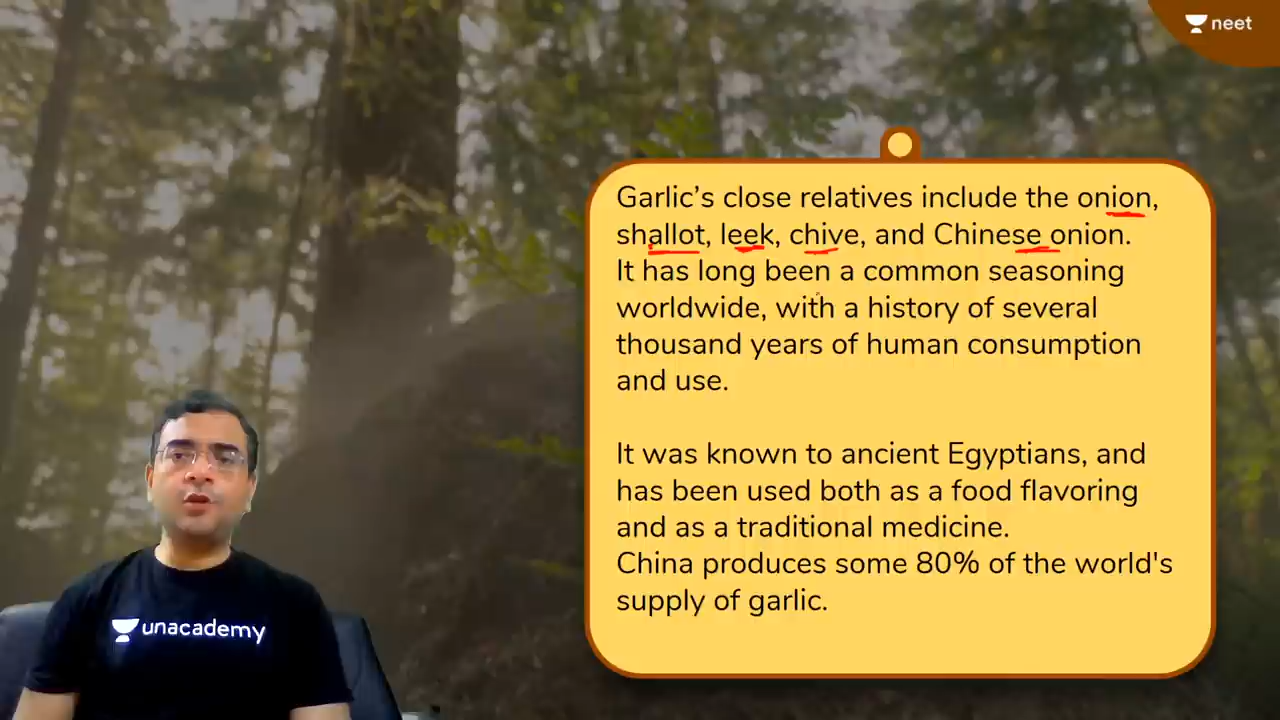 neet
Garlic’s close relatives include the onion,
shallot, leek, chive, and Chinese onion.
It has long been a common seasoning
worldwide, with a history of several
thousand years of human consumption
and use.
It was known to ancient Egyptians, and
has been used both as a food flavoring
and as a traditional medicine.
China produces some 80% of the world's
supply of garlic.
unacademy